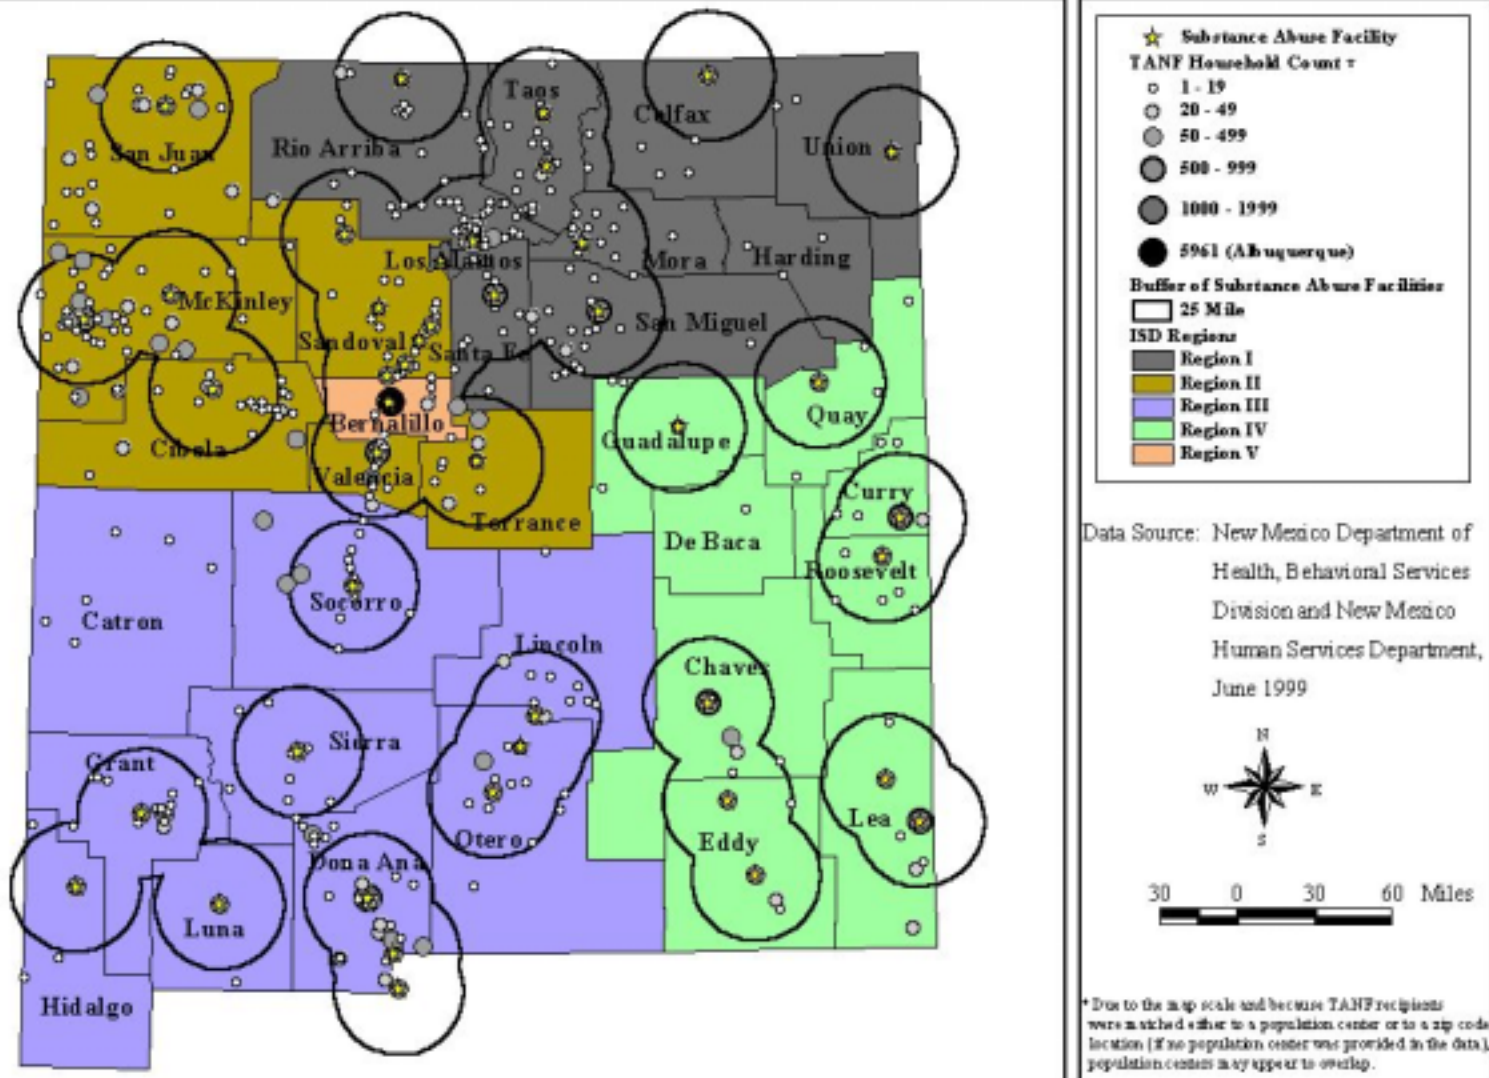 Taos
Colfax
San Juan
Rio Arriba
Union
Los Alamos
Mora
Harding
McKinley
San Miguel
Sandoval
Santa Fe
Bernalillo
Quay
Guadalupe
Cibola
Valencia
Torrance
Curry
De Baca
Roosevelt
Socorro
Catron
Lincoln
Chaves
Sierra
Grant
Otero
Lea
Eddy
Dona Ana
Luna
Hidalgo
Substance Abuse Facility
TANF Household Count *
1 - 19
20 - 49
50 - 499
500 - 999
1000 - 1999
5961 (Albuquerque)
Buffer of Substance Abuse Facilities
25 Mile
ISD Regions
Region I
Region II
Region III
Region IV
Region V
Data Source: New Mexico Department of
Health, Behavioral Services
Division and New Mexico
Human Services Department,
June 1999
N
W E
S
30 0 30 60 Miles
* Due to the map scale and because TANF recipients
were matched either to a population center or to a zip code
location (if no population center was provided in the data),
population centers may appear to overlap.